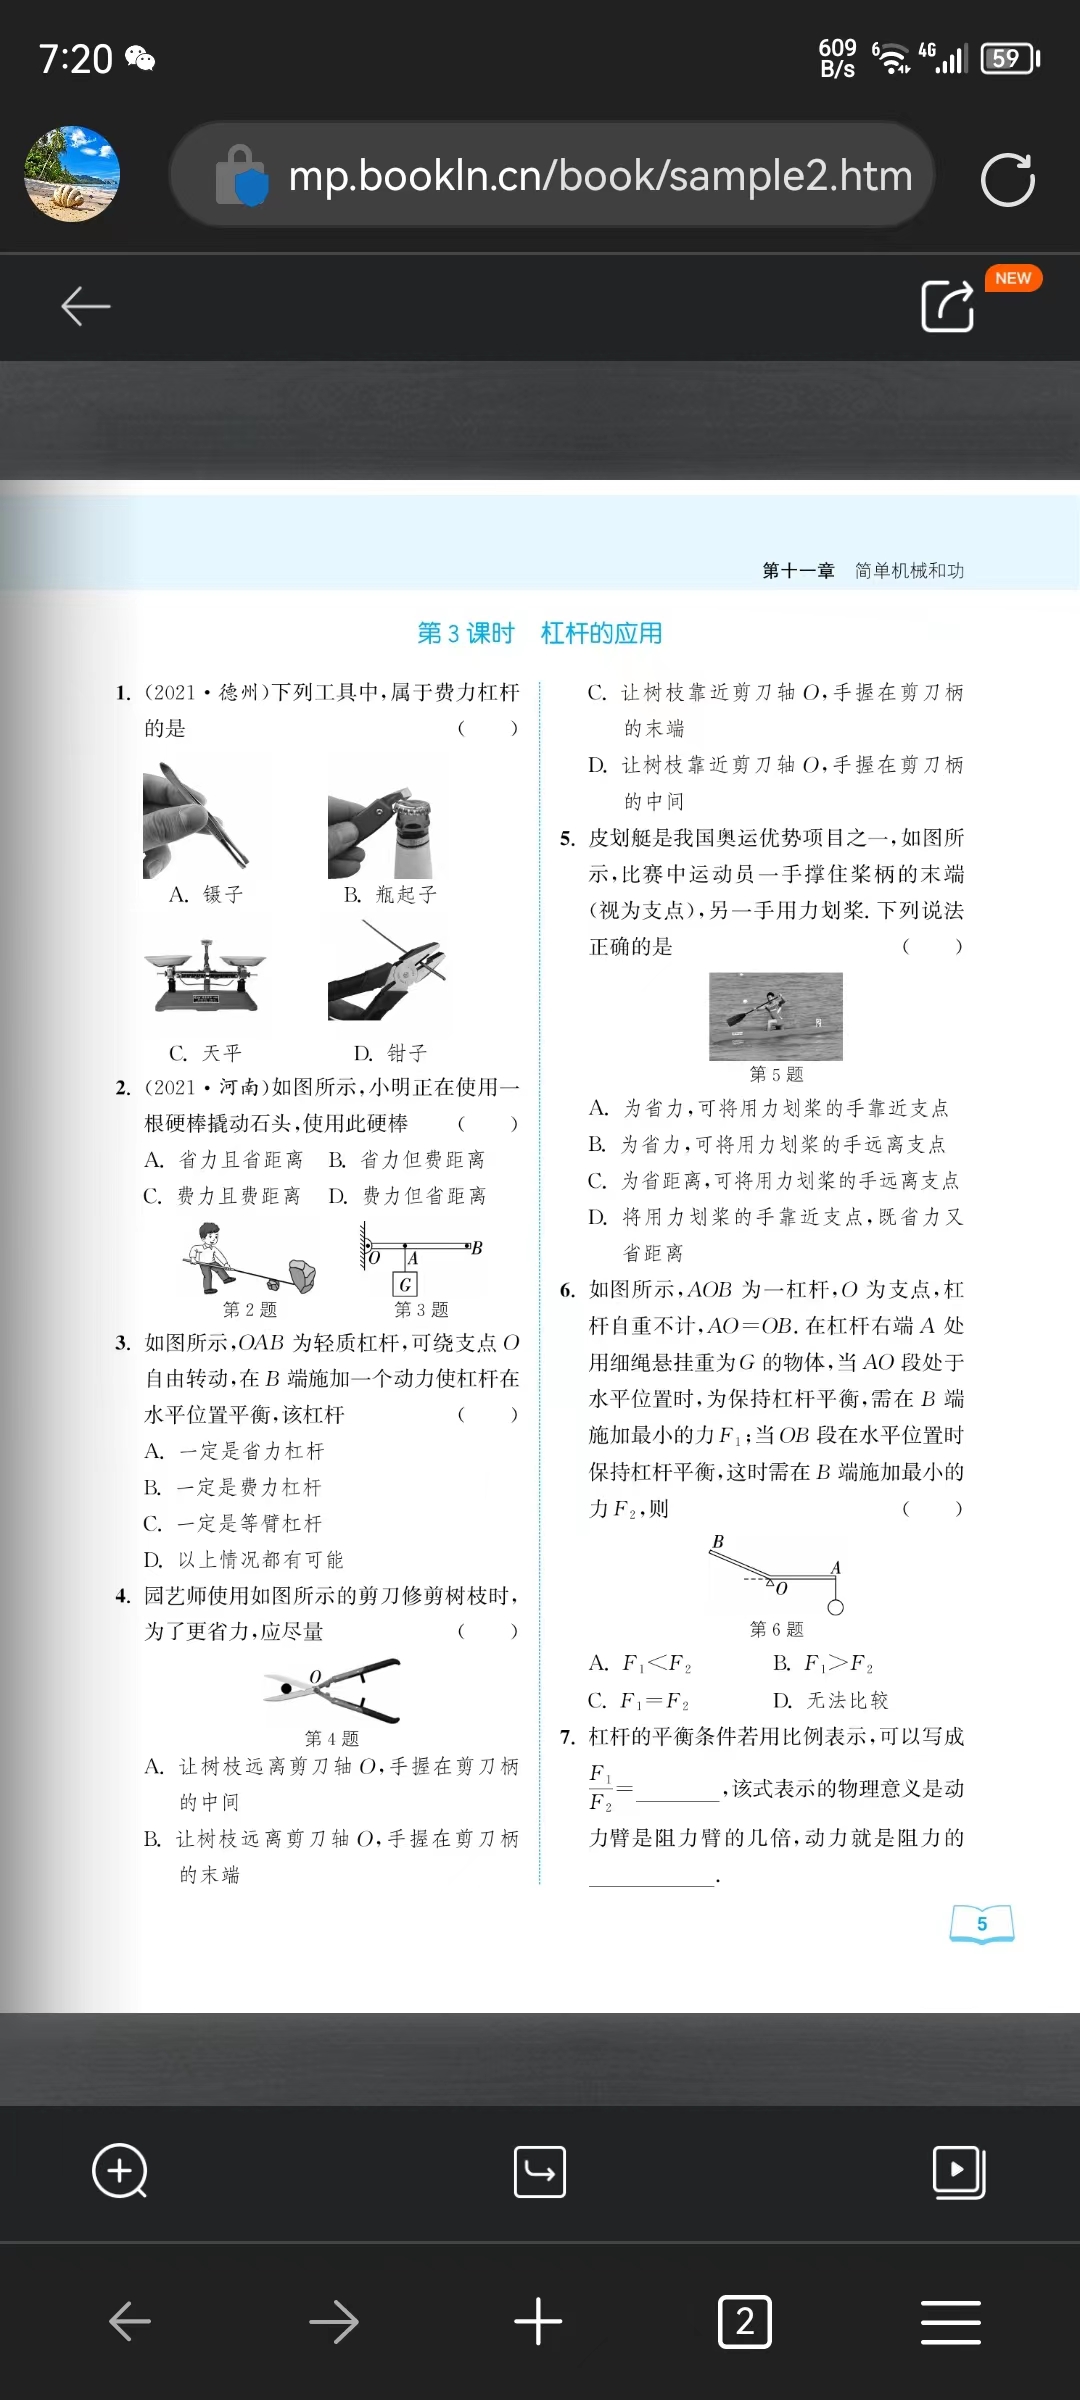 7:20
609 B/s
6
4G
59
mp.bookln.cn/book/sample2.htm
NEW
第十一章 简单机械和功
第 3 课时 杠杆的应用
1. (2021·德州)下列工具中,属于费力杠杆
的是 ( )
A. 镊子 B. 瓶起子
C. 天平 D. 钳子
2. (2021·河南)如图所示,小明正在使用一
根硬棒撬动石头,使用此硬棒 ( )
A. 省力且省距离 B. 省力但费距离
C. 费力且费距离 D. 费力但省距离
O A B
G
第 2 题 第 3 题
3. 如图所示,OAB 为轻质杠杆,可绕支点 O
自由转动,在 B 端施加一个动力使杠杆在
水平位置平衡,该杠杆 ( )
A. 一定是省力杠杆
B. 一定是费力杠杆
C. 一定是等臂杠杆
D. 以上情况都有可能
4. 园艺师使用如图所示的剪刀修剪树枝时,
为了更省力,应尽量 ( )
O
第 4 题
A. 让树枝远离剪刀轴 O,手握在剪刀柄
的中间
B. 让树枝远离剪刀轴 O,手握在剪刀柄
的末端
C. 让树枝靠近剪刀轴 O,手握在剪刀柄
的末端
D. 让树枝靠近剪刀轴 O,手握在剪刀柄
的中间
5. 皮划艇是我国奥运优势项目之一,如图所
示,比赛中运动员一手撑住桨柄的末端
(视为支点),另一手用力划桨. 下列说法
正确的是 ( )
第 5 题
A. 为省力,可将用力划桨的手靠近支点
B. 为省力,可将用力划桨的手远离支点
C. 为省距离,可将用力划桨的手远离支点
D. 将用力划桨的手靠近支点,既省力又
省距离
6. 如图所示,AOB 为一杠杆,O 为支点,杠
杆自重不计,AO=OB. 在杠杆右端 A 处
用细绳悬挂重为G 的物体,当 AO 段处于
水平位置时,为保持杠杆平衡,需在 B 端
施加最小的力 F₁;当 OB 段在水平位置时
保持杠杆平衡,这时需在 B 端施加最小的
力 F₂,则 ( )
B
A
O
第 6 题
A. F₁<F₂ B. F₁>F₂
C. F₁=F₂ D. 无法比较
7. 杠杆的平衡条件若用比例表示,可以写成
F₁/F₂=________,该式表示的物理意义是动
力臂是阻力臂的几倍,动力就是阻力的
____________.
5
2